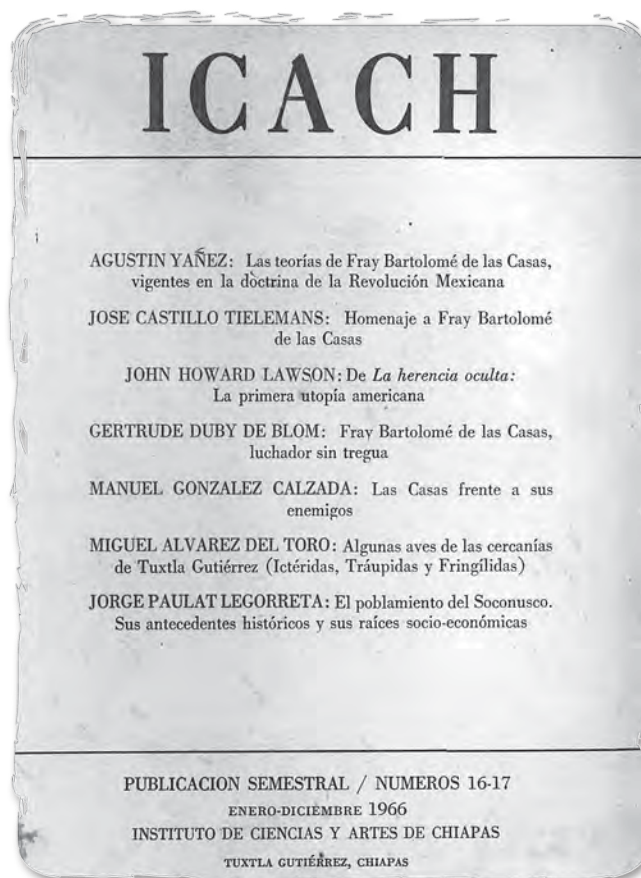 ICACH
AGUSTIN YAÑEZ: Las teorías de Fray Bartolomé de las Casas,
vigentes en la doctrina de la Revolución Mexicana
JOSE CASTILLO TIELEMANS: Homenaje a Fray Bartolomé
de las Casas
JOHN HOWARD LAWSON: De La herencia oculta:
La primera utopía americana
GERTRUDE DUBY DE BLOM: Fray Bartolomé de las Casas,
luchador sin tregua
MANUEL GONZALEZ CALZADA: Las Casas frente a sus
enemigos
MIGUEL ALVAREZ DEL TORO: Algunas aves de las cercanías
de Tuxtla Gutiérrez (Ictéridas, Tráupidas y Fringílidas)
JORGE PAULAT LEGORRETA: El poblamiento del Soconusco.
Sus antecedentes históricos y sus raíces socio-económicas
PUBLICACION SEMESTRAL / NUMEROS 16-17
ENERO-DICIEMBRE 1966
INSTITUTO DE CIENCIAS Y ARTES DE CHIAPAS
TUXTLA GUTIÉRREZ, CHIAPAS